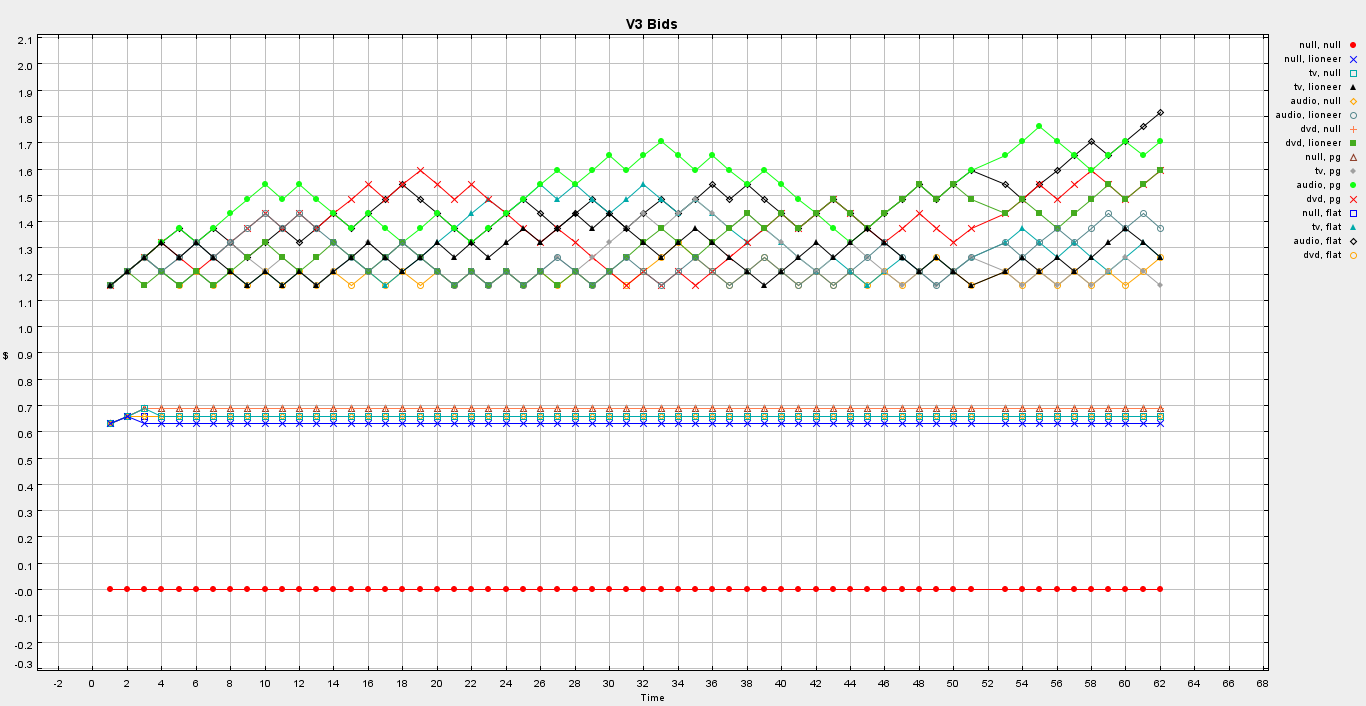 V3 Bids
2.1
2.0
1.9
1.8
1.7
1.6
1.5
1.4
1.3
1.2
1.1
1.0
$ 0.9
0.8
0.7
0.6
0.5
0.4
0.3
0.2
0.1
-0.0
-0.1
-0.2
-0.3
-2 0 2 4 6 8 10 12 14 16 18 20 22 24 26 28 30 32 34 36 38 40 42 44 46 48 50 52 54 56 58 60 62 64 66 68
Time
null, null
null, lioneer
tv, null
tv, lioneer
audio, null
audio, lioneer
dvd, null
dvd, lioneer
null, pg
tv, pg
audio, pg
dvd, pg
null, flat
tv, flat
audio, flat
dvd, flat